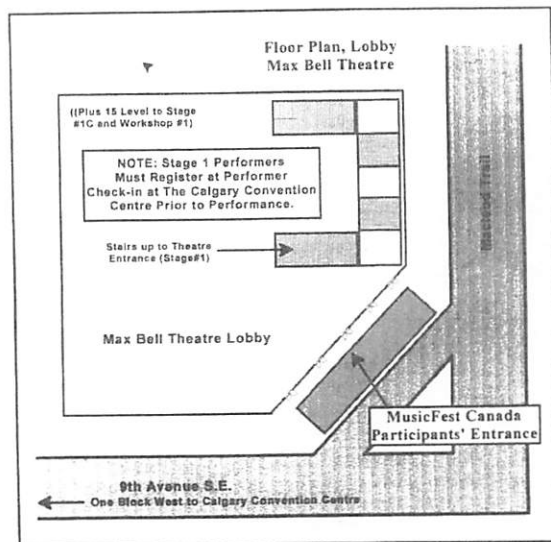 Floor Plan, Lobby
Max Bell Theatre
((Plus 15 Level to Stage
#1C and Workshop #1)
NOTE: Stage 1 Performers
Must Register at Performer
Check-in at The Calgary Convention
Centre Prior to Performance.
Stairs up to Theatre
Entrance (Stage#1)
Macleod Trail
Max Bell Theatre Lobby
MusicFest Canada
Participants' Entrance
9th Avenue S.E.
One Block West to Calgary Convention Centre